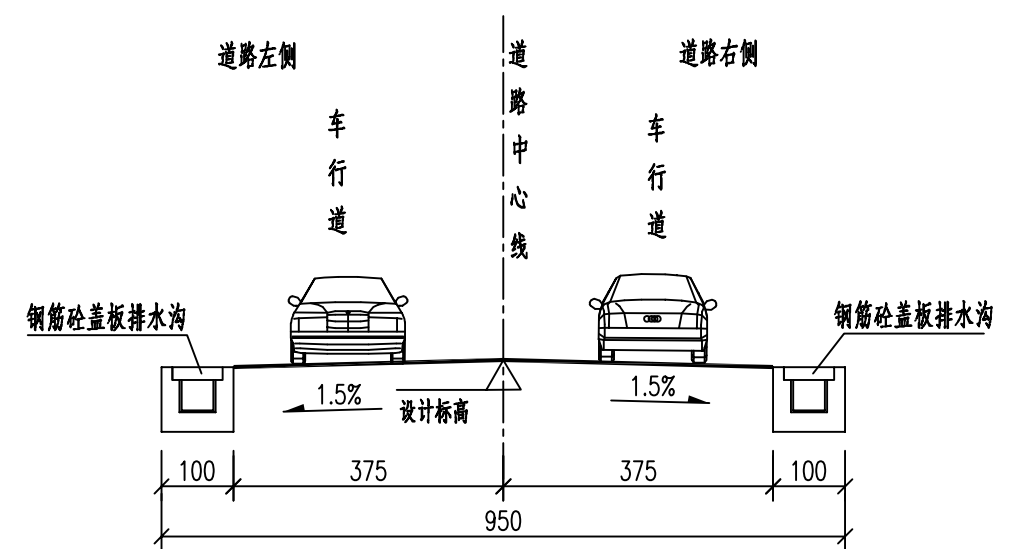 道路左侧
道路中心线
道路右侧
车行道
车行道
钢筋砼盖板排水沟
钢筋砼盖板排水沟
1.5%
设计标高
1.5%
100
375
375
100
950